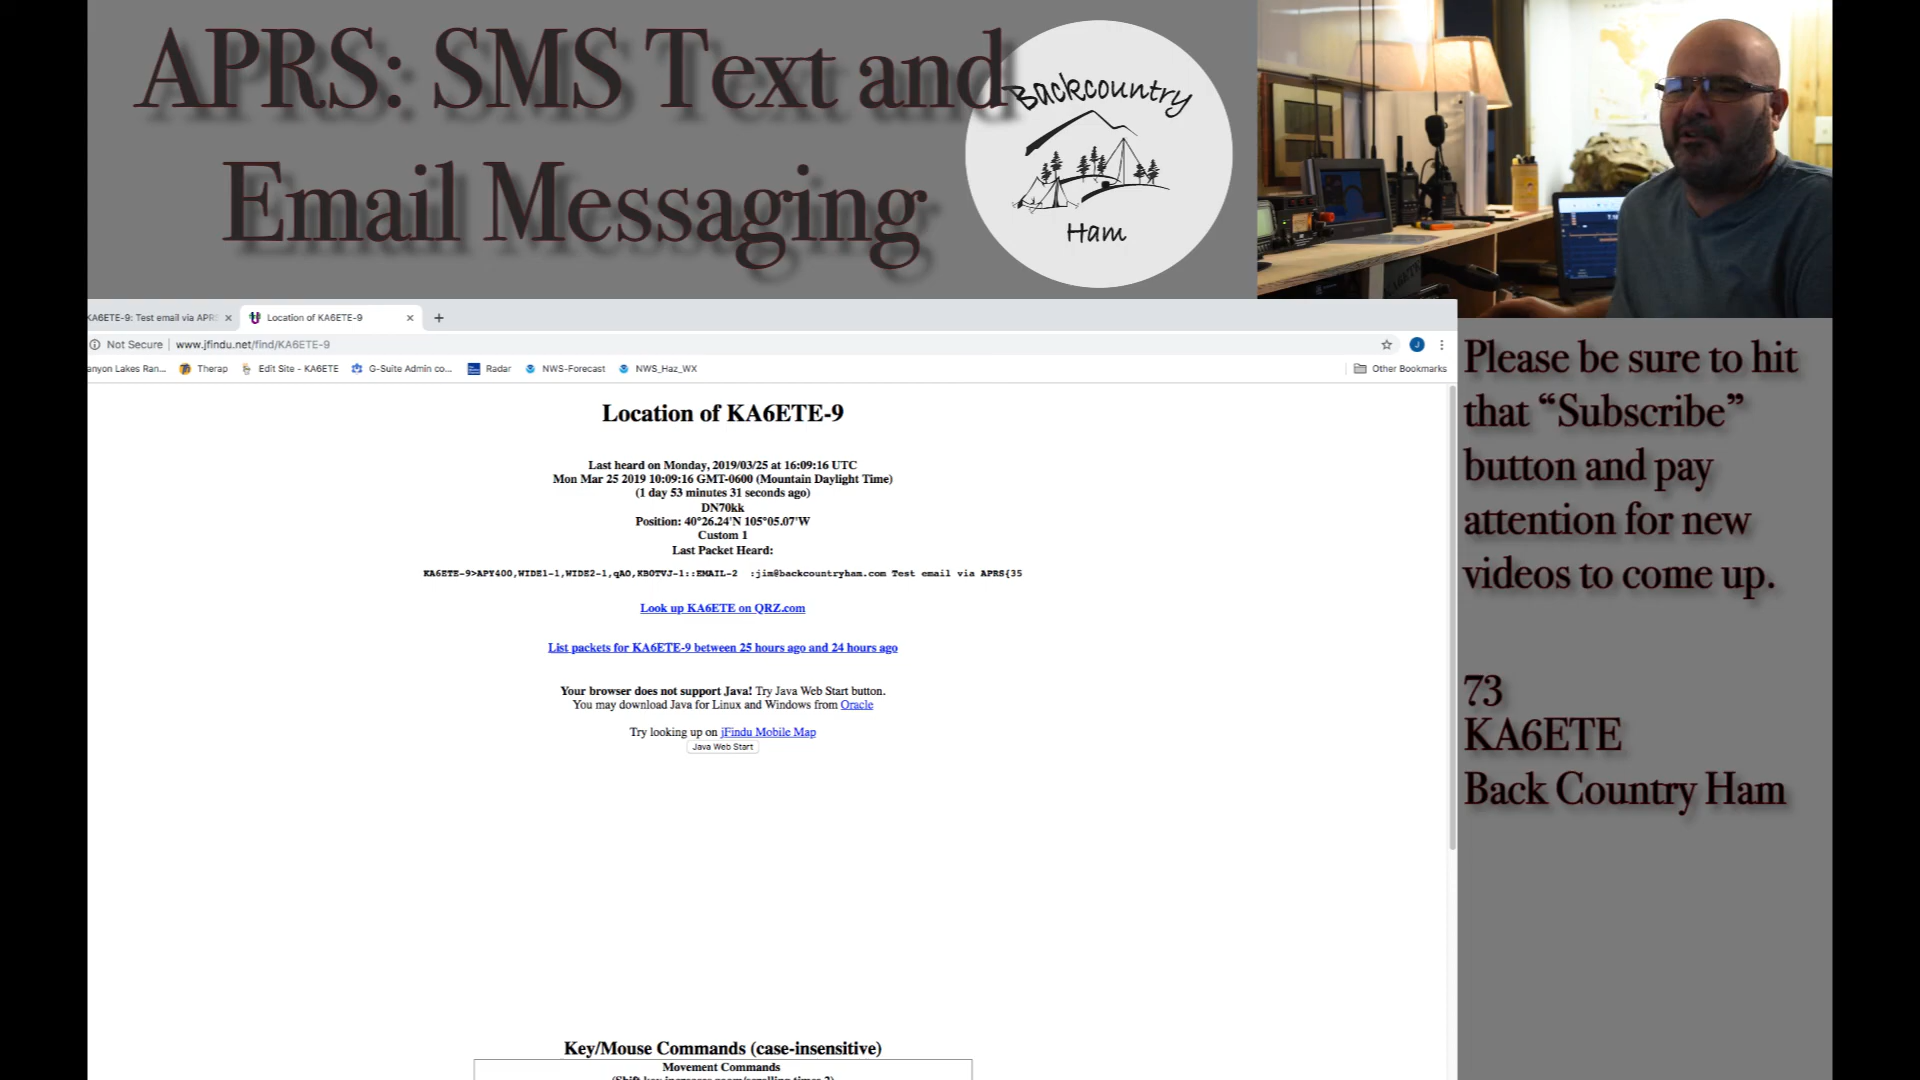 APRS: SMS Text and
Email Messaging
Backcountry
Ham
KA6ETE-9: Test email via APR
Location of KA6ETE-9
Not Secure | www.jfindu.net/find/KA6ETE-9
anyon Lakes Ran...
Therap
Edit Site - KA6ETE
G-Suite Admin co...
Radar
NWS-Forecast
NWS_Haz_WX
Other Bookmarks
Location of KA6ETE-9
Last heard on Monday, 2019/03/25 at 16:09:16 UTC
Mon Mar 25 2019 10:09:16 GMT-0600 (Mountain Daylight Time)
(1 day 53 minutes 31 seconds ago)
DN70kk
Position: 40°26.24'N 105°05.07'W
Custom 1
Last Packet Heard:
KA6ETE-9>APY400,WIDE1-1,WIDE2-1,qAO,KB0TVJ-1::EMAIL-2 :jim@backcountryham.com Test email via APRS{35
Look up KA6ETE on QRZ.com
List packets for KA6ETE-9 between 25 hours ago and 24 hours ago
Your browser does not support Java! Try Java Web Start button.
You may download Java for Linux and Windows from Oracle
Try looking up on jFindu Mobile Map
Java Web Start
Key/Mouse Commands (case-insensitive)
Movement Commands
Please be sure to hit
that “Subscribe”
button and pay
attention for new
videos to come up.
73
KA6ETE
Back Country Ham